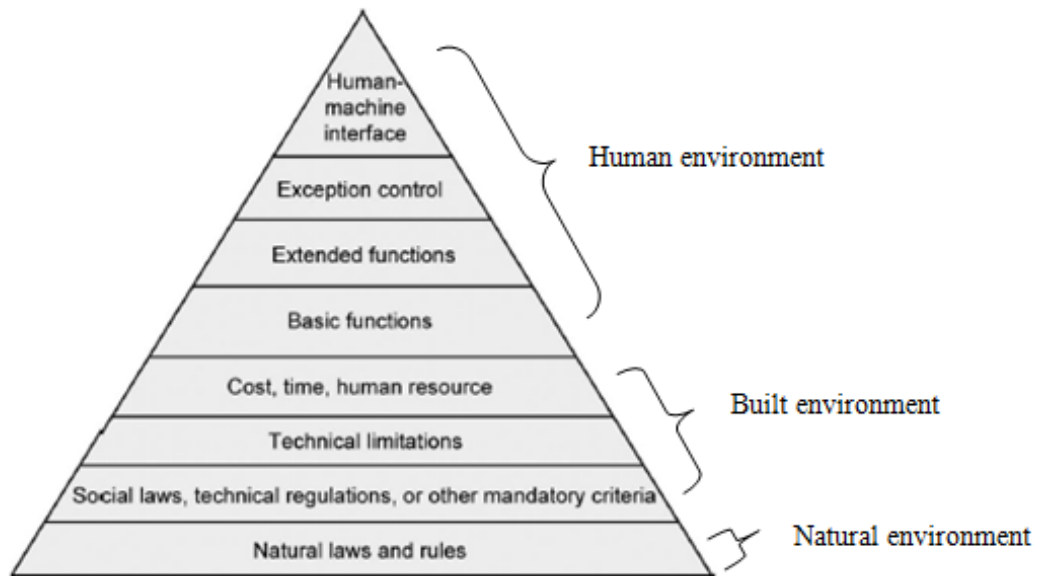 Human-
machine
interface
Human environment
Exception control
Extended functions
Basic functions
Cost, time, human resource
Built environment
Technical limitations
Social laws, technical regulations, or other mandatory criteria
Natural laws and rules
Natural environment